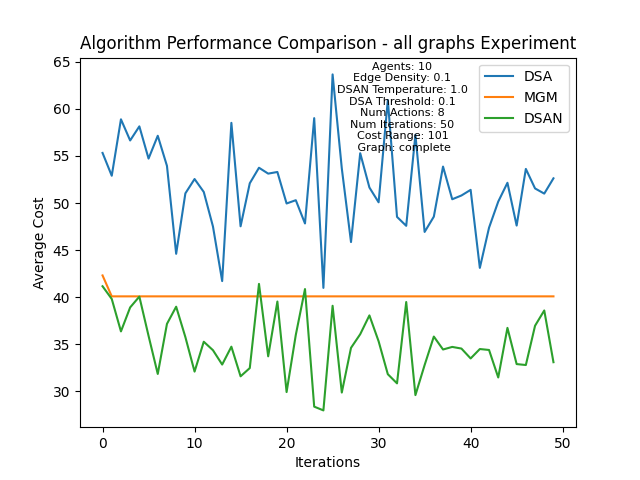 Algorithm Performance Comparison - all graphs Experiment
65
60
55
50
45
40
35
30
Average Cost
Agents: 10
Edge Density: 0.1
DSAN Temperature: 1.0
DSA Threshold: 0.1
Num Actions: 8
Num Iterations: 50
Cost Range: 101
Graph: complete
DSA
MGM
DSAN
0 10 20 30 40 50
Iterations